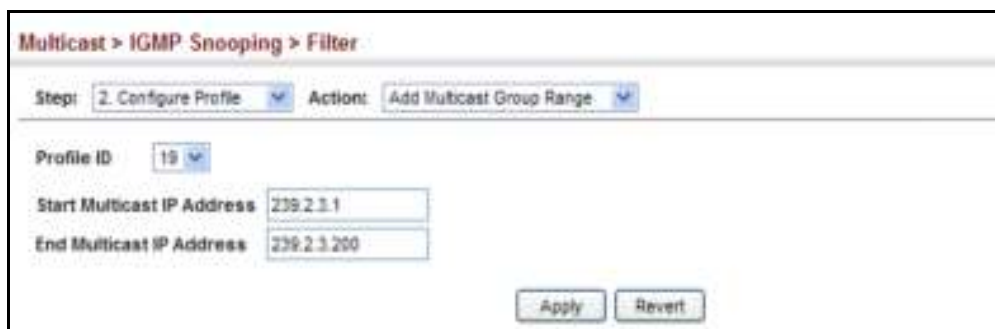 Multicast > IGMP Snooping > Filter
Step: 2. Configure Profile Action: Add Multicast Group Range
Profile ID 19
Start Multicast IP Address 239.2.3.1
End Multicast IP Address 239.2.3.200
Apply Revert